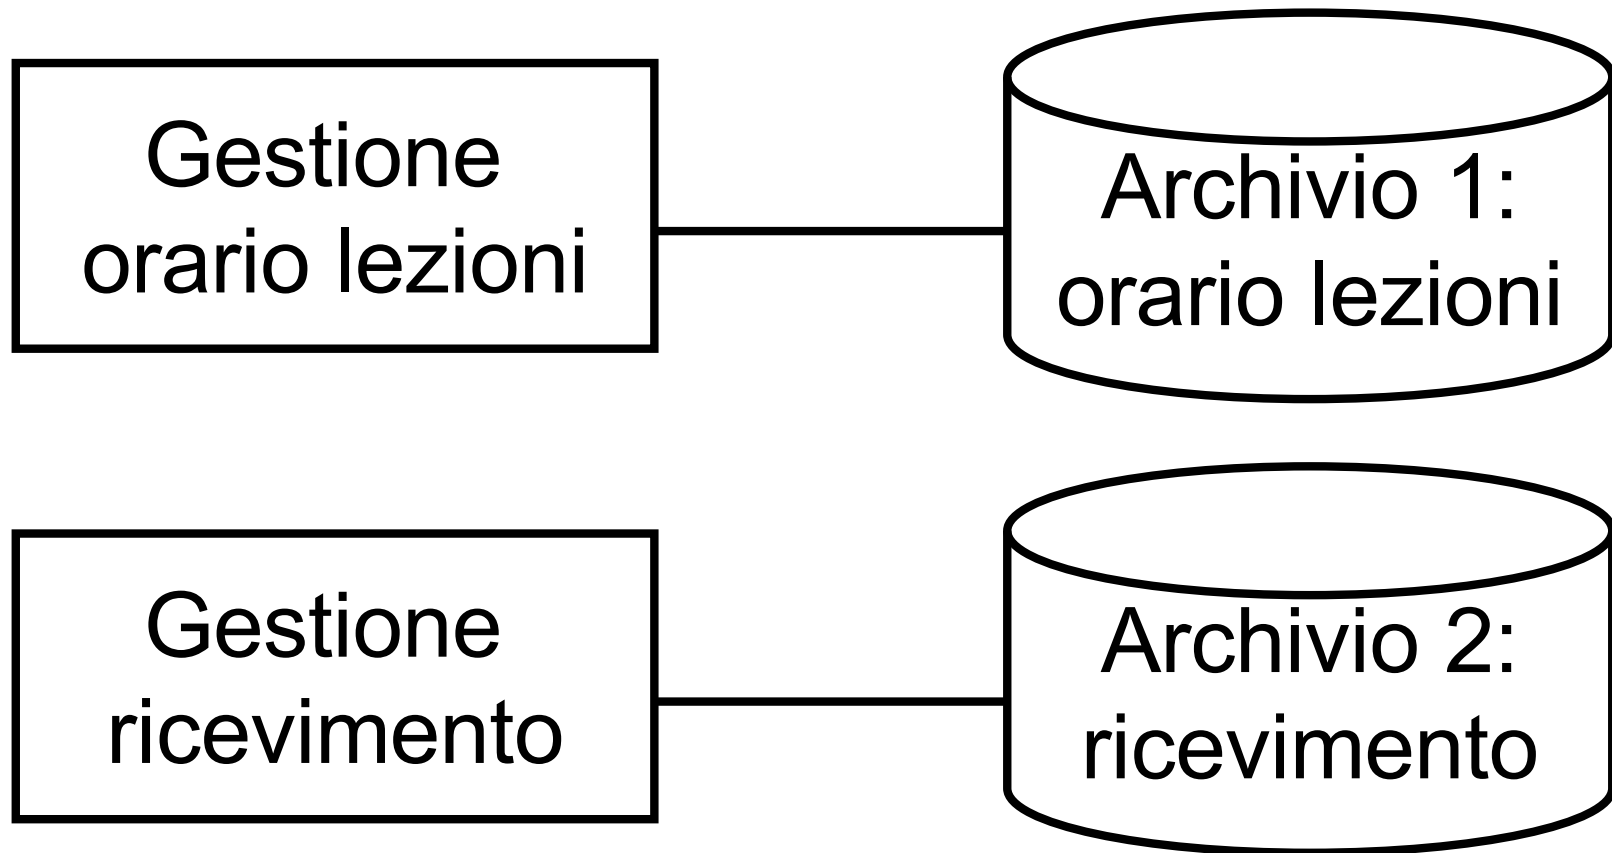 Gestione
orario lezioni
Archivio 1:
orario lezioni
Gestione
ricevimento
Archivio 2:
ricevimento